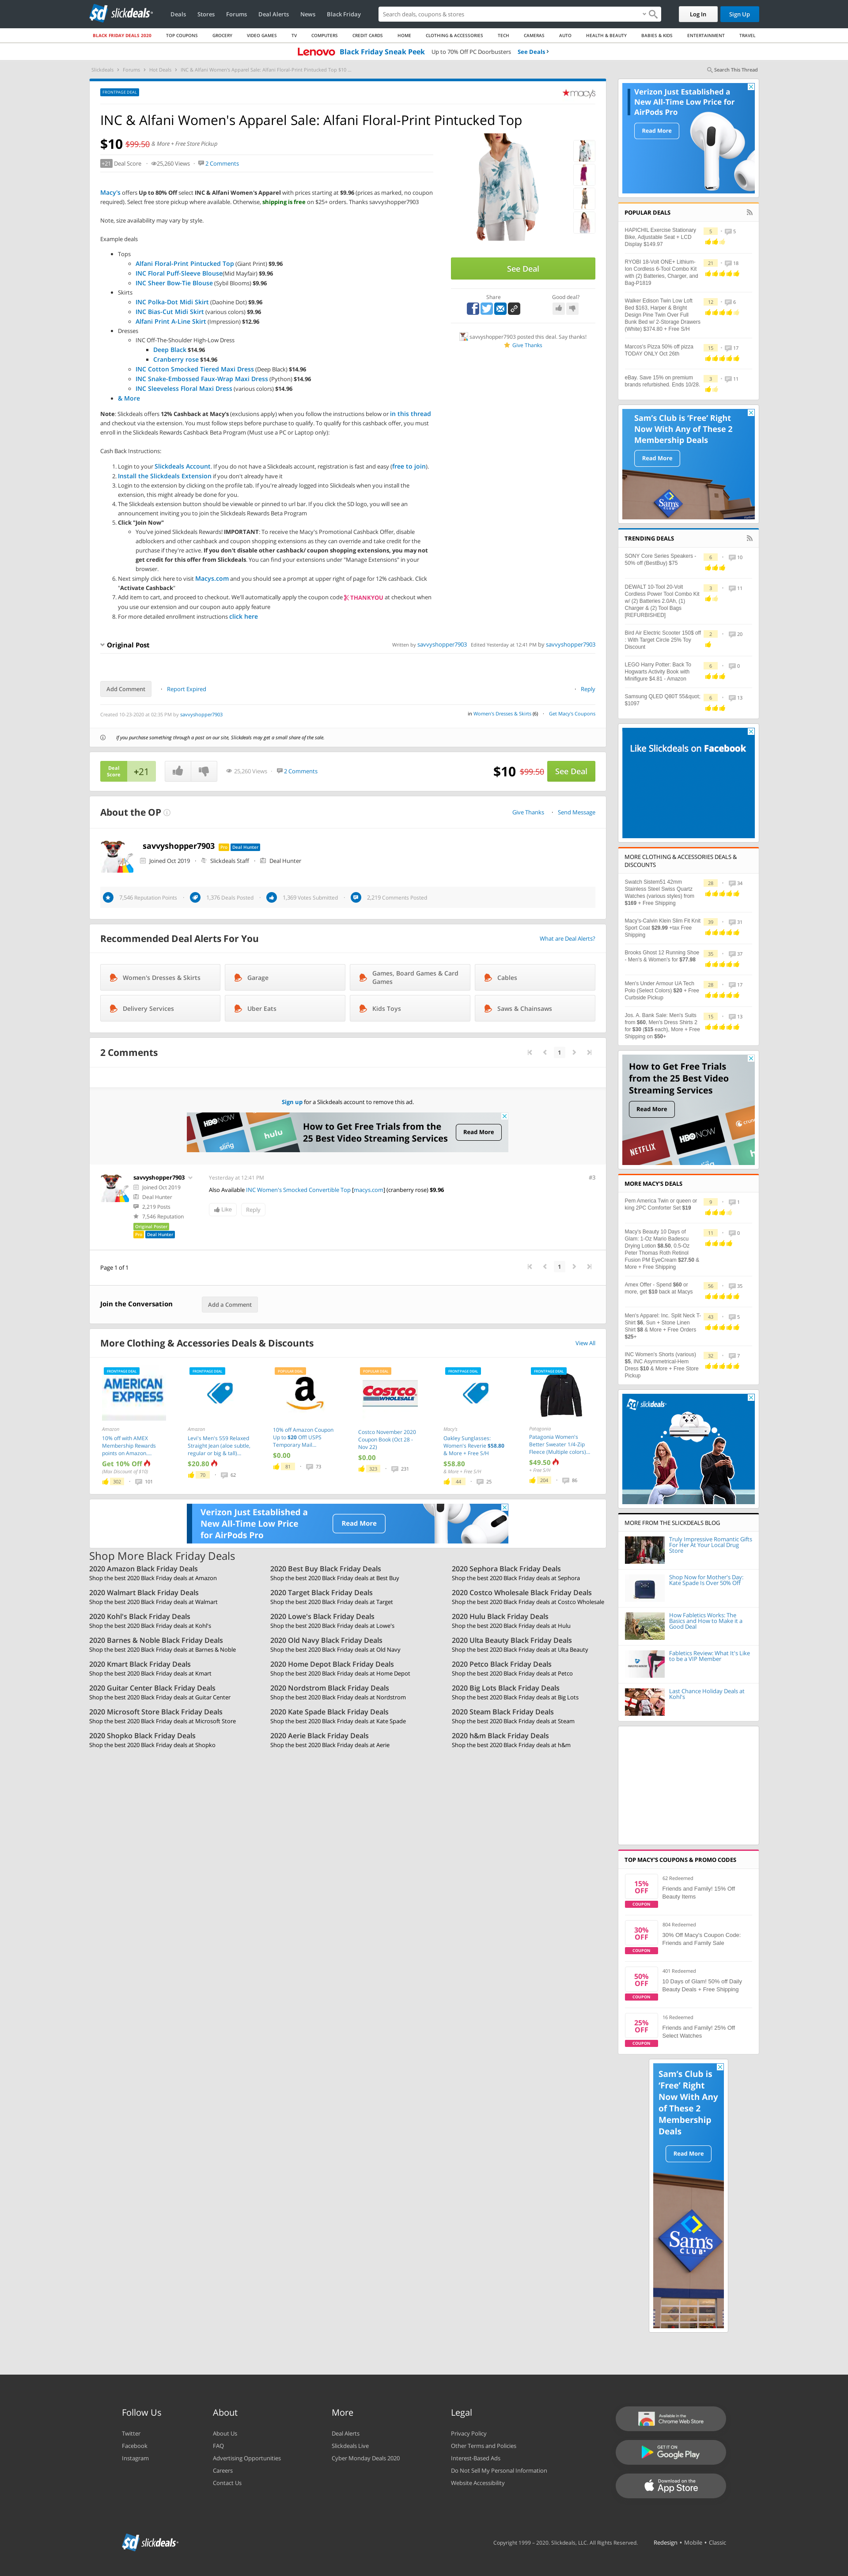 slickdeals
Deals Stores Forums Deal Alerts News Black Friday
Search deals, coupons & stores
Log In Sign Up
BLACK FRIDAY DEALS 2020 TOP COUPONS GROCERY VIDEO GAMES TV COMPUTERS CREDIT CARDS HOME CLOTHING & ACCESSORIES TECH CAMERAS AUTO HEALTH & BEAUTY BABIES & KIDS ENTERTAINMENT TRAVEL
Lenovo Black Friday Sneak Peek Up to 70% Off PC Doorbusters See Deals
Slickdeals Forums Hot Deals INC & Alfani Women's Apparel Sale: Alfani Floral-Print Pintucked Top $10...
Search This Thread
FRONTPAGE DEAL
macys
INC & Alfani Women's Apparel Sale: Alfani Floral-Print Pintucked Top
$10 $99.50 & More + Free Store Pickup
+21 Deal Score 25,260 Views 2 Comments
Macy's offers Up to 80% Off select INC & Alfani Women's Apparel with prices starting at $9.96 (prices as marked, no coupon
required). Select free store pickup where available. Otherwise, shipping is free on $25+ orders. Thanks savvyshopper7903
Note, size availability may vary by style.
Example deals
Tops
Alfani Floral-Print Pintucked Top (Giant Print) $9.96
INC Floral Puff-Sleeve Blouse(Mid Mayfair) $9.96
INC Sheer Bow-Tie Blouse (Sybil Blooms) $9.96
Skirts
INC Polka-Dot Midi Skirt (Daohine Dot) $9.96
INC Bias-Cut Midi Skirt (various colors) $9.96
Alfani Print A-Line Skirt (Impression) $12.96
Dresses
INC Off-The-Shoulder High-Low Dress
Deep Black $14.96
Cranberry rose $14.96
INC Cotton Smocked Tiered Maxi Dress (Deep Black) $14.96
INC Snake-Embossed Faux-Wrap Maxi Dress (Python) $14.96
INC Sleeveless Floral Maxi Dress (various colors) $14.96
& More
Note: Slickdeals offers 12% Cashback at Macy's (exclusions apply) when you follow the instructions below or in this thread
and checkout via the extension. You must follow steps before purchase to qualify. To qualify for this cashback offer, you must
enroll in the Slickdeals Rewards Cashback Beta Program (Must use a PC or Laptop only):
Cash Back Instructions:
1. Login to your Slickdeals Account. If you do not have a Slickdeals account, registration is fast and easy (free to join).
2. Install the Slickdeals Extension if you don't already have it
3. Login to the extension by clicking on the profile tab. If you're already logged into Slickdeals when you install the
extension, this might already be done for you.
4. The Slickdeals extension button should be viewable or pinned to url bar. If you click the SD logo, you will see an
announcement inviting you to join the Slickdeals Rewards Beta Program
5. Click "Join Now"
You've joined Slickdeals Rewards! IMPORTANT: To receive the Macy's Promotional Cashback Offer, disable
adblockers and other cashback and coupon shopping extensions as they can override and take credit for the
purchase if they're active. If you don't disable other cashback/ coupon shopping extensions, you may not
get credit for this offer from Slickdeals. You can find your extensions under "Manage Extensions" in your
browser.
6. Next simply click here to visit Macys.com and you should see a prompt at upper right of page for 12% cashback. Click
"Activate Cashback"
7. Add item to cart, and proceed to checkout. We'll automatically apply the coupon code THANKYOU at checkout when
you use our extension and our coupon auto apply feature
8. For more detailed enrollment instructions click here
See Deal
Share Good deal?
savvyshopper7903 posted this deal. Say thanks!
Give Thanks
Original Post
Written by savvyshopper7903 Edited Yesterday at 12:41 PM by savvyshopper7903
Add Comment Report Expired Reply
Created 10-23-2020 at 02:35 PM by savvyshopper7903
in Women's Dresses & Skirts (6) Get Macy's Coupons
If you purchase something through a post on our site, Slickdeals may get a small share of the sale.
Deal Score +21 25,260 Views 2 Comments $10 $99.50 See Deal
About the OP
Give Thanks Send Message
savvyshopper7903 Pro Deal Hunter
Joined Oct 2019 Slickdeals Staff Deal Hunter
7,546 Reputation Points 1,376 Deals Posted 1,369 Votes Submitted 2,219 Comments Posted
Recommended Deal Alerts For You
What are Deal Alerts?
Women's Dresses & Skirts Garage Games, Board Games & Card Games Cables
Delivery Services Uber Eats Kids Toys Saws & Chainsaws
2 Comments
1
Sign up for a Slickdeals account to remove this ad.
HBO NOW sling hulu
How to Get Free Trials from the
25 Best Video Streaming Services
Read More
savvyshopper7903
Joined Oct 2019
Deal Hunter
2,219 Posts
7,546 Reputation
Original Poster
Pro Deal Hunter
Yesterday at 12:41 PM
#3
Also Available INC Women's Smocked Convertible Top [macys.com] (cranberry rose) $9.96
Like Reply
Page 1 of 1
1
Join the Conversation
Add a Comment
More Clothing & Accessories Deals & Discounts
View All
FRONTPAGE DEAL
AMERICAN EXPRESS
Amazon
10% off with AMEX
Membership Rewards
points on Amazon....
Get 10% Off
(Max Discount of $10)
302 101
FRONTPAGE DEAL
Amazon
Levi's Men's 559 Relaxed
Straight Jean (aloe subtle,
regular or big & tall)...
$20.80
70 62
POPULAR DEAL
10% off Amazon Coupon
Up to $20 Off! USPS
Temporary Mail...
$0.00
81 73
POPULAR DEAL
COSTCO WHOLESALE
Costco November 2020
Coupon Book (Oct 28 -
Nov 22)
$0.00
323 231
FRONTPAGE DEAL
Macy's
Oakley Sunglasses:
Women's Reverie $58.80
& More + Free S/H
$58.80
& More + Free S/H
44 25
FRONTPAGE DEAL
Patagonia
Patagonia Women's
Better Sweater 1/4-Zip
Fleece (Multiple colors)...
$49.50
+ Free S/H
204 86
Verizon Just Established a
New All-Time Low Price
for AirPods Pro
Read More
Shop More Black Friday Deals
2020 Amazon Black Friday Deals
Shop the best 2020 Black Friday deals at Amazon
2020 Best Buy Black Friday Deals
Shop the best 2020 Black Friday deals at Best Buy
2020 Sephora Black Friday Deals
Shop the best 2020 Black Friday deals at Sephora
2020 Walmart Black Friday Deals
Shop the best 2020 Black Friday deals at Walmart
2020 Target Black Friday Deals
Shop the best 2020 Black Friday deals at Target
2020 Costco Wholesale Black Friday Deals
Shop the best 2020 Black Friday deals at Costco Wholesale
2020 Kohl's Black Friday Deals
Shop the best 2020 Black Friday deals at Kohl's
2020 Lowe's Black Friday Deals
Shop the best 2020 Black Friday deals at Lowe's
2020 Hulu Black Friday Deals
Shop the best 2020 Black Friday deals at Hulu
2020 Barnes & Noble Black Friday Deals
Shop the best 2020 Black Friday deals at Barnes & Noble
2020 Old Navy Black Friday Deals
Shop the best 2020 Black Friday deals at Old Navy
2020 Ulta Beauty Black Friday Deals
Shop the best 2020 Black Friday deals at Ulta Beauty
2020 Kmart Black Friday Deals
Shop the best 2020 Black Friday deals at Kmart
2020 Home Depot Black Friday Deals
Shop the best 2020 Black Friday deals at Home Depot
2020 Petco Black Friday Deals
Shop the best 2020 Black Friday deals at Petco
2020 Guitar Center Black Friday Deals
Shop the best 2020 Black Friday deals at Guitar Center
2020 Nordstrom Black Friday Deals
Shop the best 2020 Black Friday deals at Nordstrom
2020 Big Lots Black Friday Deals
Shop the best 2020 Black Friday deals at Big Lots
2020 Microsoft Store Black Friday Deals
Shop the best 2020 Black Friday deals at Microsoft Store
2020 Kate Spade Black Friday Deals
Shop the best 2020 Black Friday deals at Kate Spade
2020 Steam Black Friday Deals
Shop the best 2020 Black Friday deals at Steam
2020 Shopko Black Friday Deals
Shop the best 2020 Black Friday deals at Shopko
2020 Aerie Black Friday Deals
Shop the best 2020 Black Friday deals at Aerie
2020 h&m Black Friday Deals
Shop the best 2020 Black Friday deals at h&m
Verizon Just Established a
New All-Time Low Price for
AirPods Pro
Read More
POPULAR DEALS
HAPICHIL Exercise Stationary
Bike, Adjustable Seat + LCD
Display $149.97
5 5
RYOBI 18-Volt ONE+ Lithium-
Ion Cordless 6-Tool Combo Kit
with (2) Batteries, Charger, and
Bag-P1819
21 18
Walker Edison Twin Low Loft
Bed $163, Harper & Bright
Design Pine Twin Over Full
Bunk Bed w/ 2-Storage Drawers
(White) $374.80 + Free S/H
12 6
Marcos's Pizza 50% off pizza
TODAY ONLY Oct 26th
15 17
eBay. Save 15% on premium
brands refurbished. Ends 10/28.
3 11
Sam's Club is 'Free' Right
Now With Any of These 2
Membership Deals
Read More
Sam's CLUB
TRENDING DEALS
SONY Core Series Speakers -
50% off (BestBuy) $75
6 10
DEWALT 10-Tool 20-Volt
Cordless Power Tool Combo Kit
w/ (2) Batteries 2.0Ah, (1)
Charger & (2) Tool Bags
[REFURBISHED]
3 11
Bird Air Electric Scooter 150$ off
: With Target Circle 25% Toy
Discount
2 20
LEGO Harry Potter: Back To
Hogwarts Activity Book with
Minifigure $4.81 - Amazon
6 0
Samsung QLED Q80T 55&quot;
$1097
6 13
Like Slickdeals on Facebook
MORE CLOTHING & ACCESSORIES DEALS &
DISCOUNTS
Swatch Sistem51 42mm
Stainless Steel Swiss Quartz
Watches (various styles) from
$169 + Free Shipping
28 34
Macy's-Calvin Klein Slim Fit Knit
Sport Coat $29.99 +tax Free
Shipping
39 31
Brooks Ghost 12 Running Shoe
- Men's & Women's for $77.98
35 37
Men's Under Armour UA Tech
Polo (Select Colors) $20 + Free
Curbside Pickup
28 17
Jos. A. Bank Sale: Men's Suits
from $60, Men's Dress Shirts 2
for $30 ($15 each), More + Free
Shipping on $50+
15 13
How to Get Free Trials
from the 25 Best Video
Streaming Services
Read More
NETFLIX HBO NOW sling
MORE MACY'S DEALS
Pem America Twin or queen or
king 2PC Comforter Set $19
9 1
Macy's Beauty 10 Days of
Glam: 1-Oz Mario Badescu
Drying Lotion $8.50, 0.5-Oz
Peter Thomas Roth Retinol
Fusion PM EyeCream $27.50 &
More + Free Shipping
11 0
Amex Offer - Spend $60 or
more, get $10 back at Macys
56 35
Men's Apparel: Inc. Split Neck T-
Shirt $6, Sun + Stone Linen
Shirt $8 & More + Free Orders
$25+
43 5
INC Women's Shorts (various)
$5, INC Asymmetrical-Hem
Dress $10 & More + Free Store
Pickup
32 7
slickdeals
MORE FROM THE SLICKDEALS BLOG
Truly Impressive Romantic Gifts
For Her At Your Local Drug
Store
Shop Now for Mother's Day:
Kate Spade Is Over 50% Off
How Fabletics Works: The
Basics and How to Make it a
Good Deal
Fabletics Review: What It's Like
to be a VIP Member
Last Chance Holiday Deals at
Kohl's
TOP MACY'S COUPONS & PROMO CODES
15% OFF COUPON
62 Redeemed
Friends and Family! 15% Off
Beauty Items
30% OFF COUPON
804 Redeemed
30% Off Macy's Coupon Code:
Friends and Family Sale
50% OFF COUPON
401 Redeemed
10 Days of Glam! 50% off Daily
Beauty Deals + Free Shipping
25% OFF COUPON
16 Redeemed
Friends and Family! 25% Off
Select Watches
Sam's Club is
'Free' Right
Now With Any
of These 2
Membership
Deals
Read More
Sam's CLUB
Follow Us
Twitter
Facebook
Instagram
About
About Us
FAQ
Advertising Opportunities
Careers
Contact Us
More
Deal Alerts
Slickdeals Live
Cyber Monday Deals 2020
Legal
Privacy Policy
Other Terms and Policies
Interest-Based Ads
Do Not Sell My Personal Information
Website Accessibility
Available in the
Chrome Web Store
GET IT ON
Google Play
Download on the
App Store
slickdeals
Copyright 1999 – 2020. Slickdeals, LLC. All Rights Reserved. Redesign • Mobile • Classic